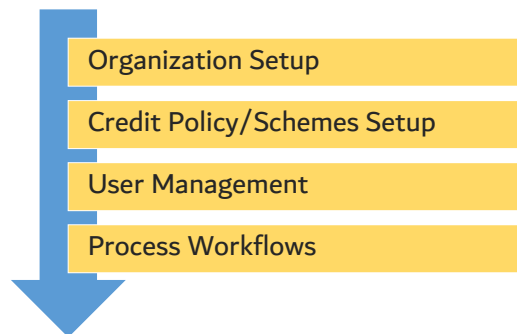 Organization Setup
Credit Policy/Schemes Setup
User Management
Process Workflows